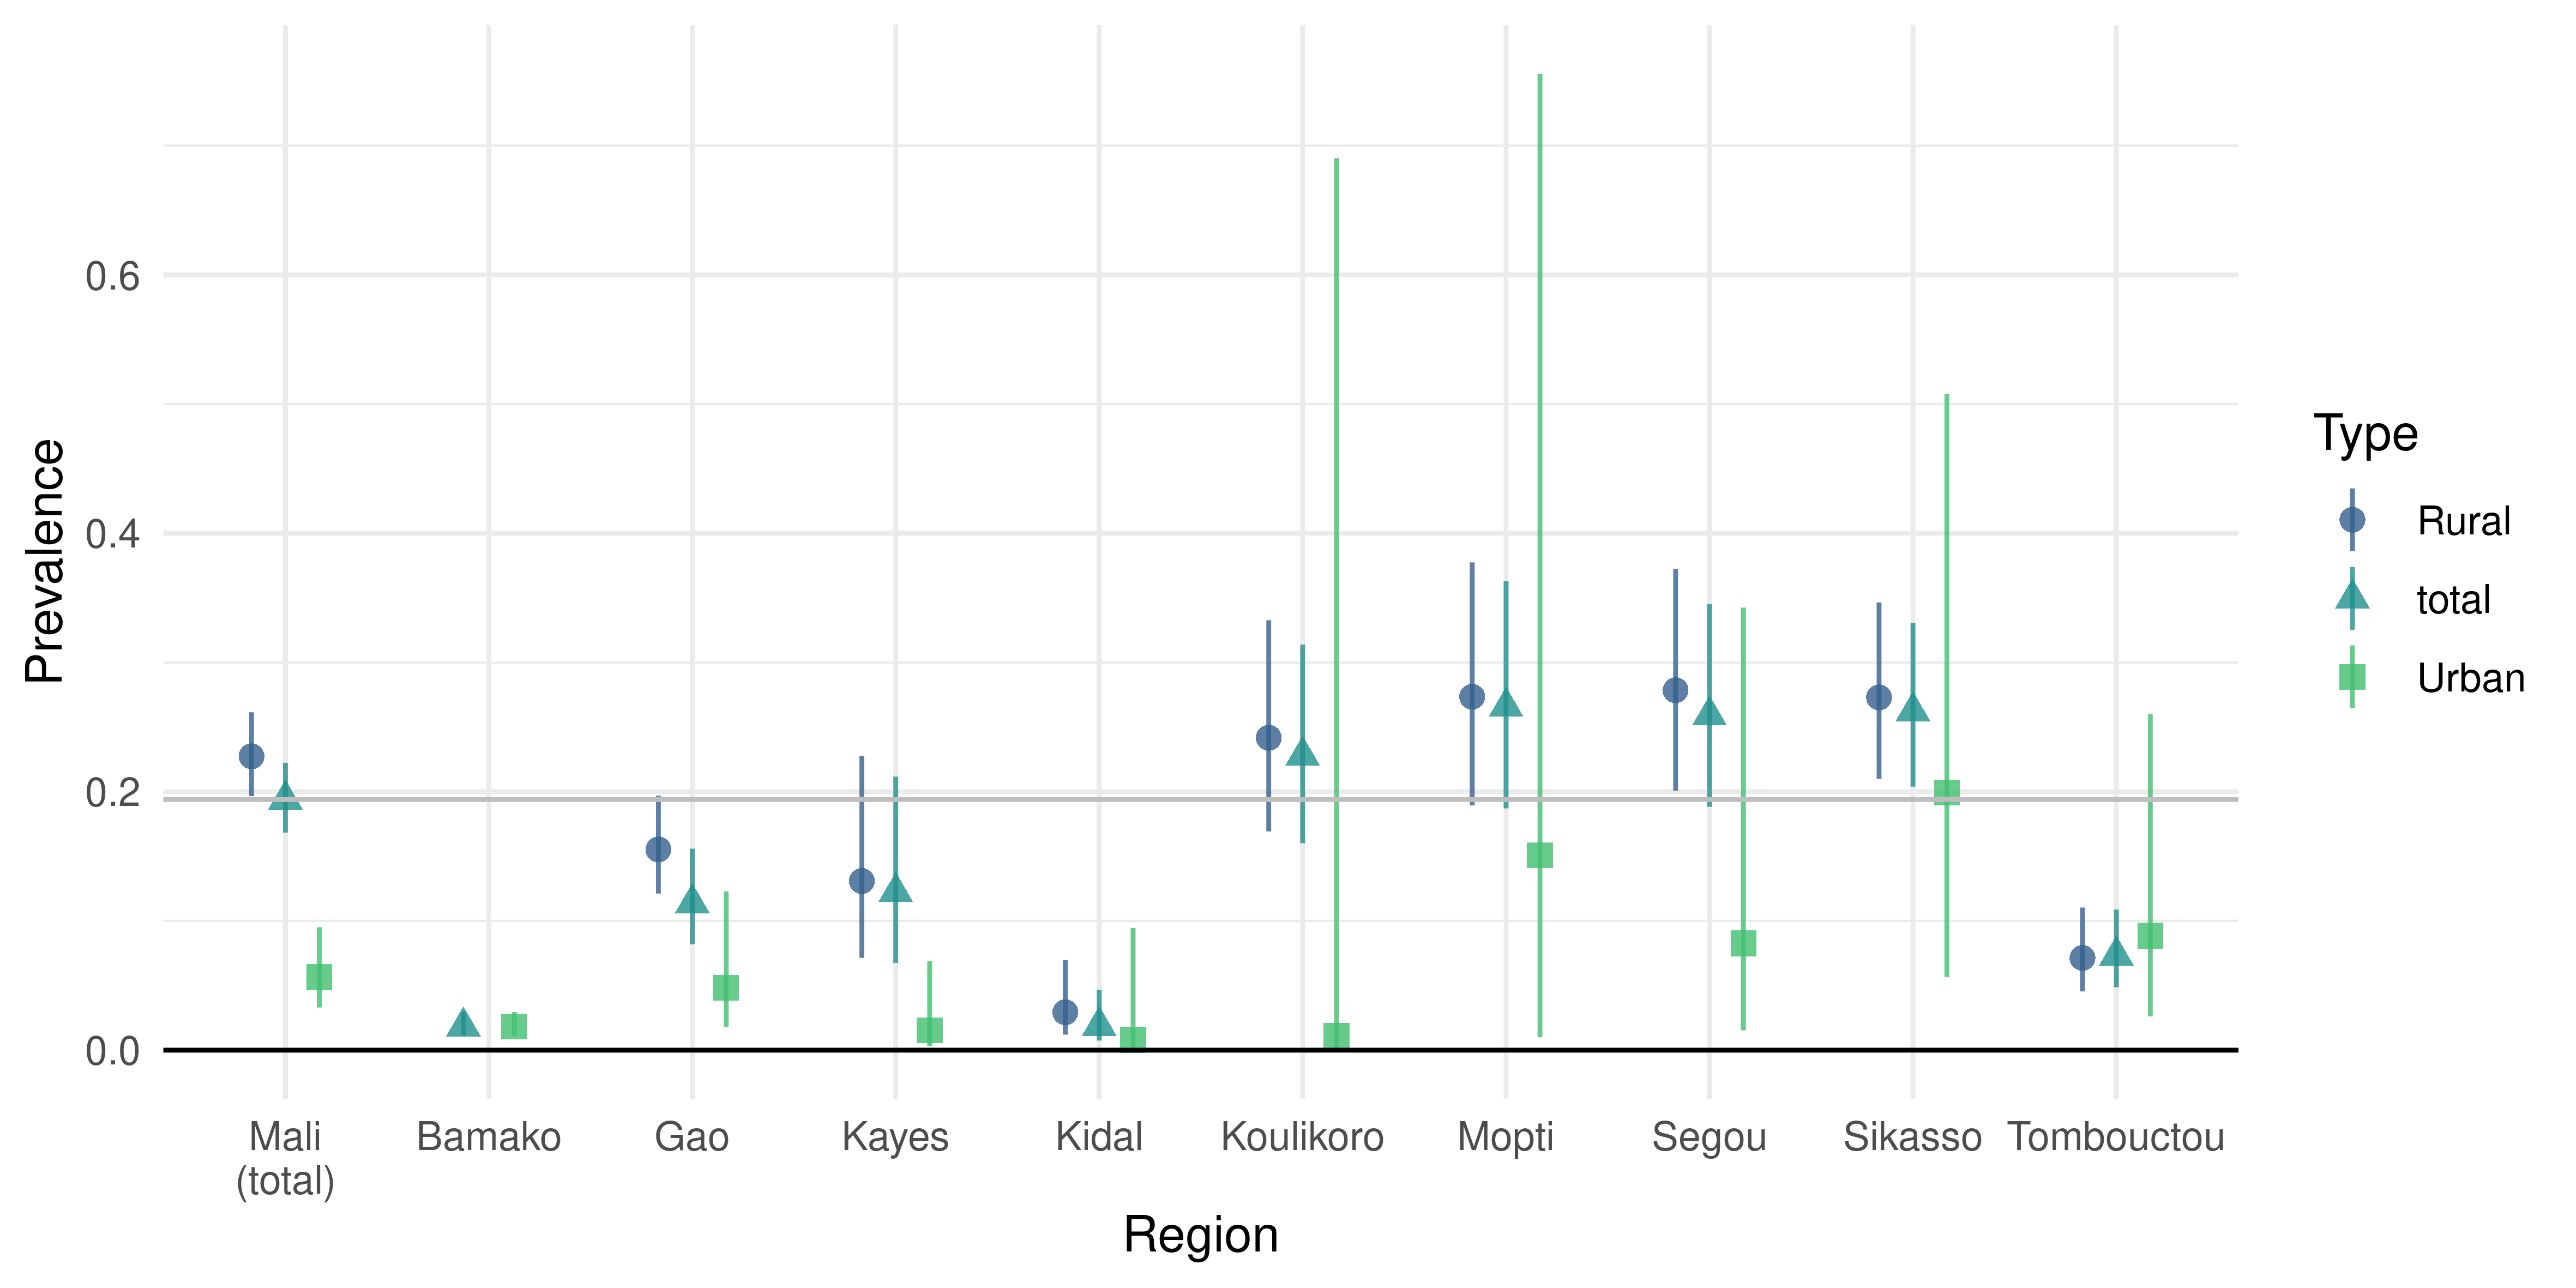 Prevalence
0.6
0.4
0.2
0.0
Mali
(total)
Bamako
Gao
Kayes
Kidal
Koulikoro
Mopti
Segou
Sikasso
Tombouctou
Region
Type
Rural
total
Urban